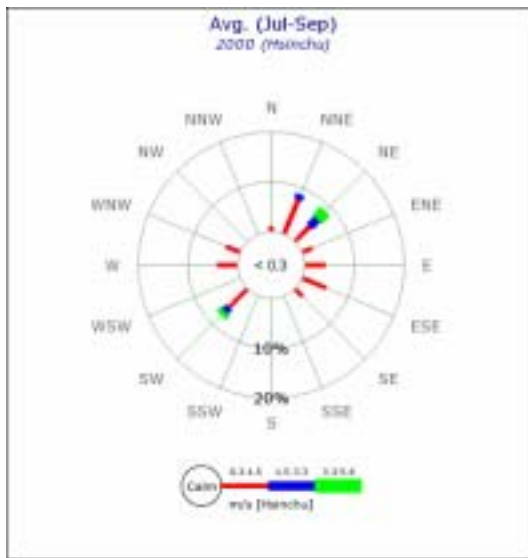 Avg. (Jul-Sep)
2000 (Hsinchu)
N
NNW
NNE
NW
NE
WNW
ENE
W
< 0.3
E
WSW
ESE
10%
SW
SE
20%
SSW
SSE
S
Calm
m/s [Hsinchu]